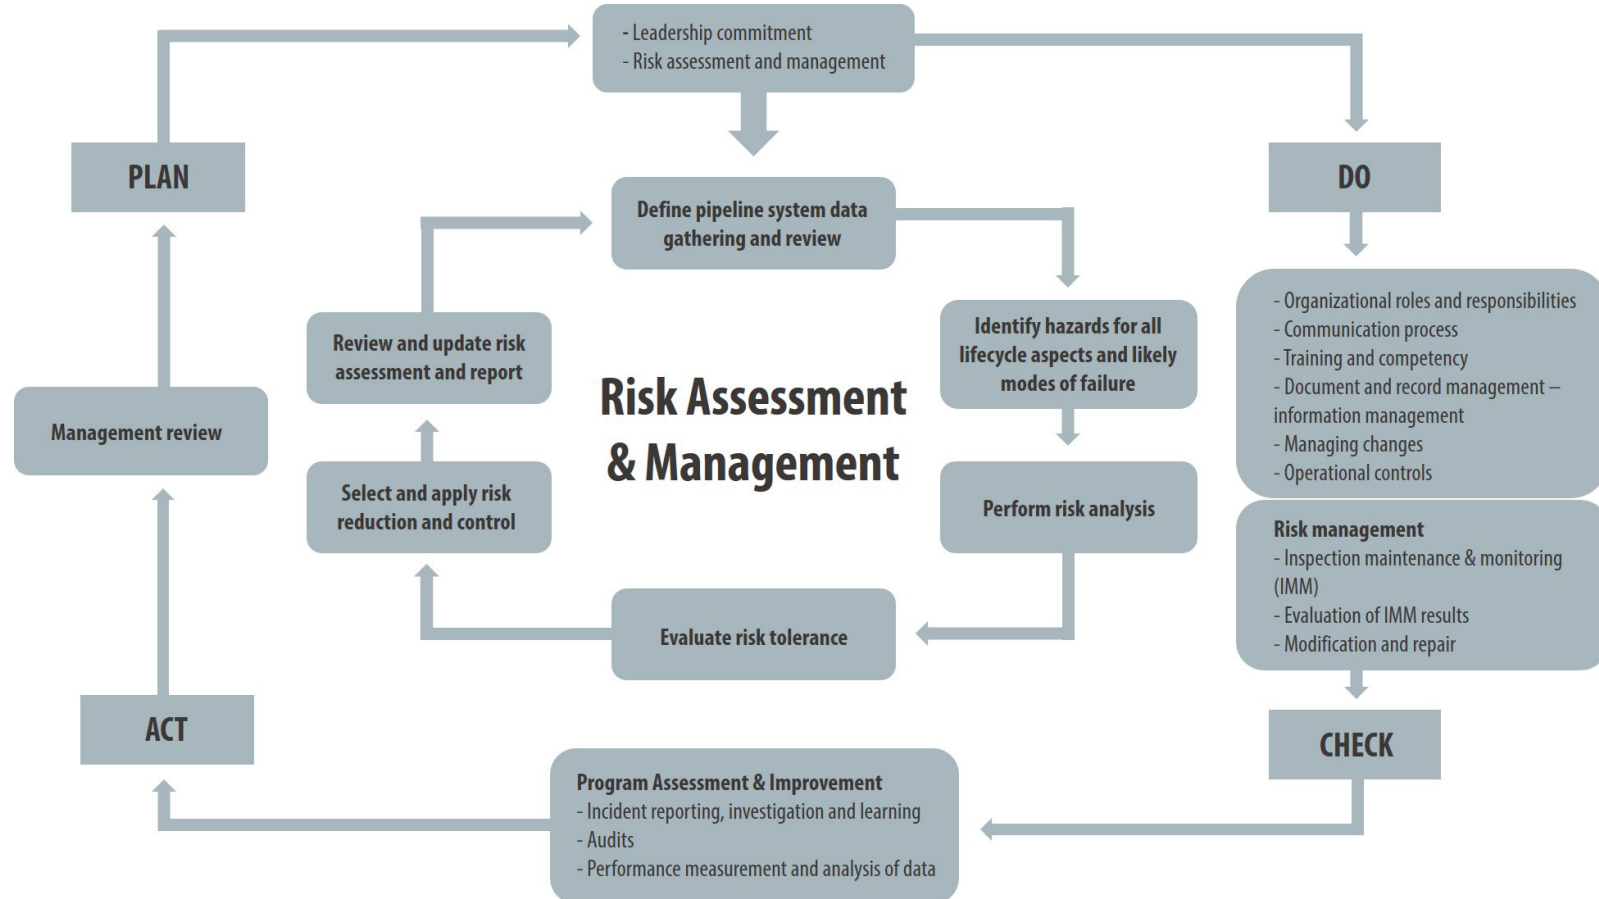 - Leadership commitment
- Risk assessment and management
PLAN
DO
Define pipeline system data
gathering and review
- Organizational roles and responsibilities
- Communication process
- Training and competency
- Document and record management –
information management
- Managing changes
- Operational controls
Identify hazards for all
lifecycle aspects and likely
modes of failure
Review and update risk
assessment and report
Risk Assessment
& Management
Management review
Select and apply risk
reduction and control
Perform risk analysis
Risk management
- Inspection maintenance & monitoring
(IMM)
- Evaluation of IMM results
- Modification and repair
Evaluate risk tolerance
ACT
CHECK
Program Assessment & Improvement
- Incident reporting, investigation and learning
- Audits
- Performance measurement and analysis of data